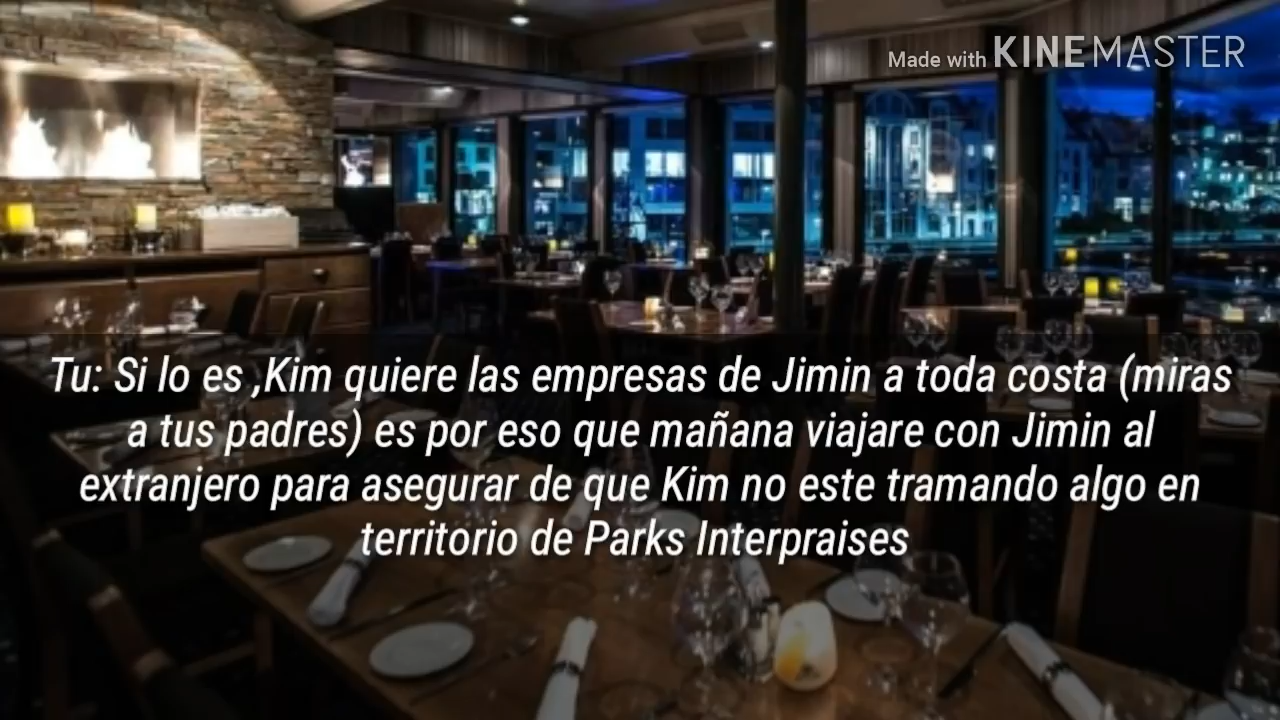 Made with KINEMASTER
Tu: Si lo es ,Kim quiere las empresas de Jimin a toda costa (miras
a tus padres) es por eso que mañana viajare con Jimin al
extranjero para asegurar de que Kim no este tramando algo en
territorio de Parks Interpraises